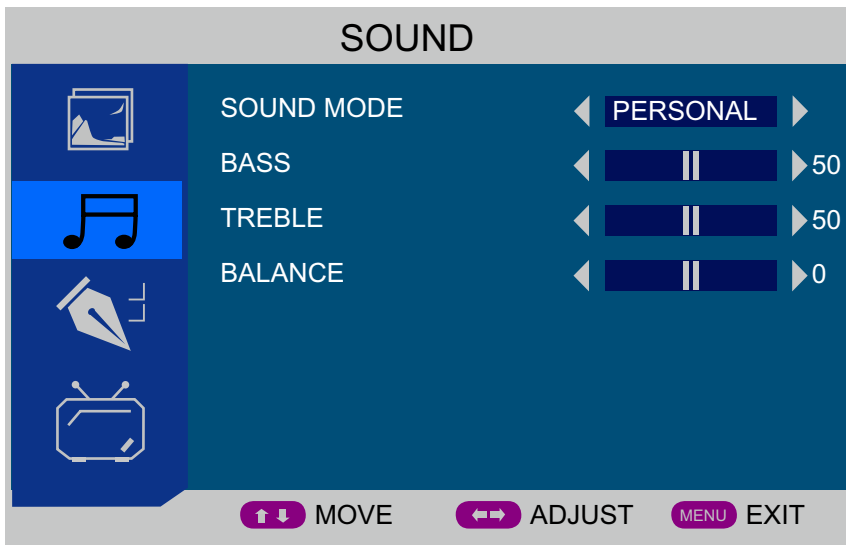 SOUND
SOUND MODE PERSONAL
BASS 50
TREBLE 50
BALANCE 0
MOVE ADJUST MENU EXIT